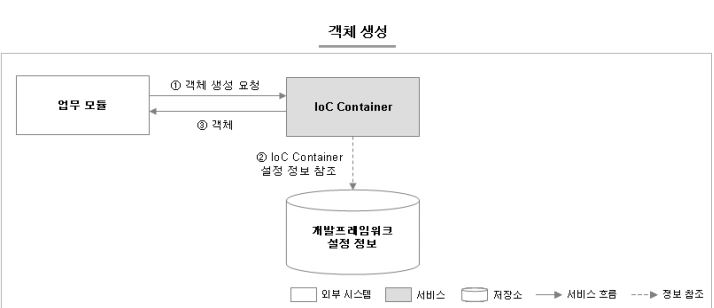 객체 생성
① 객체 생성 요청
업무 모듈
IoC Container
③ 객체
② IoC Container
설정 정보 참조
개발프레임워크
설정 정보
외부 시스템
서비스
저장소
서비스 흐름
정보 참조